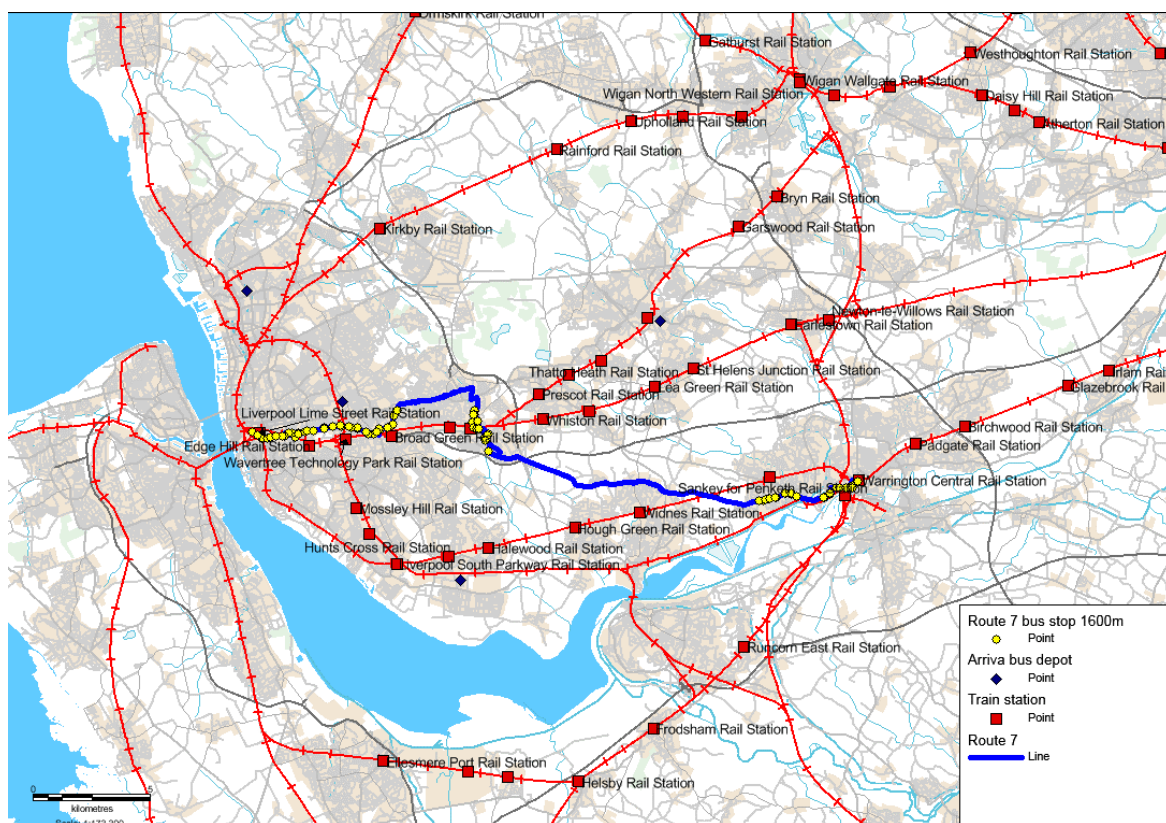 Ormskirk Rail Station
Gathurst Rail Station
Westhoughton Rail Station
Wigan Wallgate Rail Station
Wigan North Western Rail Station
Daisy Hill Rail Station
Upholland Rail Station
Atherton Rail Station
Rainford Rail Station
Bryn Rail Station
Kirkby Rail Station
Garswood Rail Station
Newton-le-Willows Rail Station
Earlestown Rail Station
Thatto Heath Rail Station
St Helens Junction Rail Station
Irlam Rail
Prescot Rail Station
Lea Green Rail Station
Glazebrook Rail
Liverpool Lime Street Rail Station
Whiston Rail Station
Birchwood Rail Station
Edge Hill Rail Station
Broad Green Rail Station
Padgate Rail Station
Wavertree Technology Park Rail Station
Sankey for Penketh Rail Station
Warrington Central Rail Station
Mossley Hill Rail Station
Widnes Rail Station
Hough Green Rail Station
Hunts Cross Rail Station
Halewood Rail Station
Liverpool South Parkway Rail Station
Runcorn East Rail Station
Frodsham Rail Station
Ellesmere Port Rail Station
Helsby Rail Station
Route 7 bus stop 1600m
Point
Arriva bus depot
Point
Train station
Point
Route 7
Line
0 5
kilometres